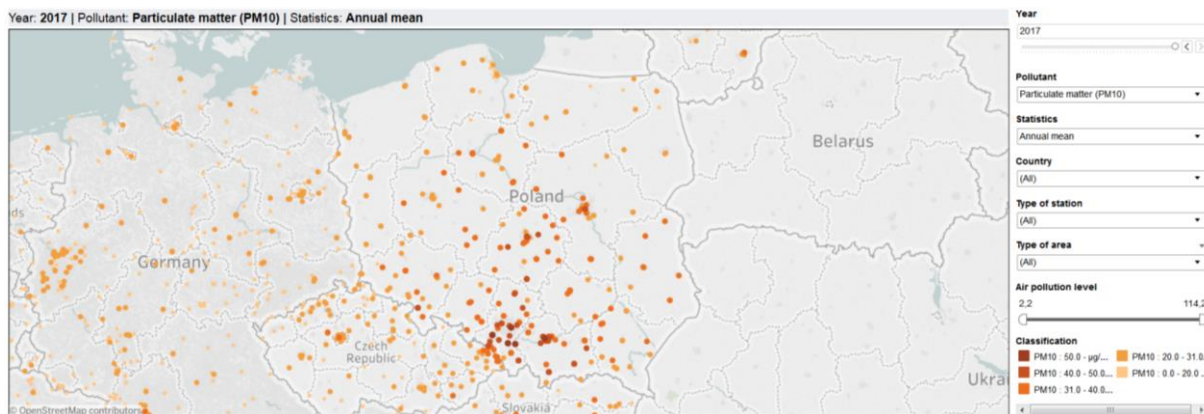 Year: 2017 | Pollutant: Particulate matter (PM10) | Statistics: Annual mean
Belarus
Poland
Germany
Czech
Republic
Slovakia
© OpenStreetMap contributors
Year
2017
Pollutant
Particulate matter (PM10)
Statistics
Annual mean
Country
(All)
Type of station
(All)
Type of area
(All)
Air pollution level
2,2 114,2
Classification
PM10 : 50.0 - µg/... PM10 : 20.0 - 31.0
PM10 : 40.0 - 50.0... PM10 : 0.0 - 20.0...
PM10 : 31.0 - 40.0...